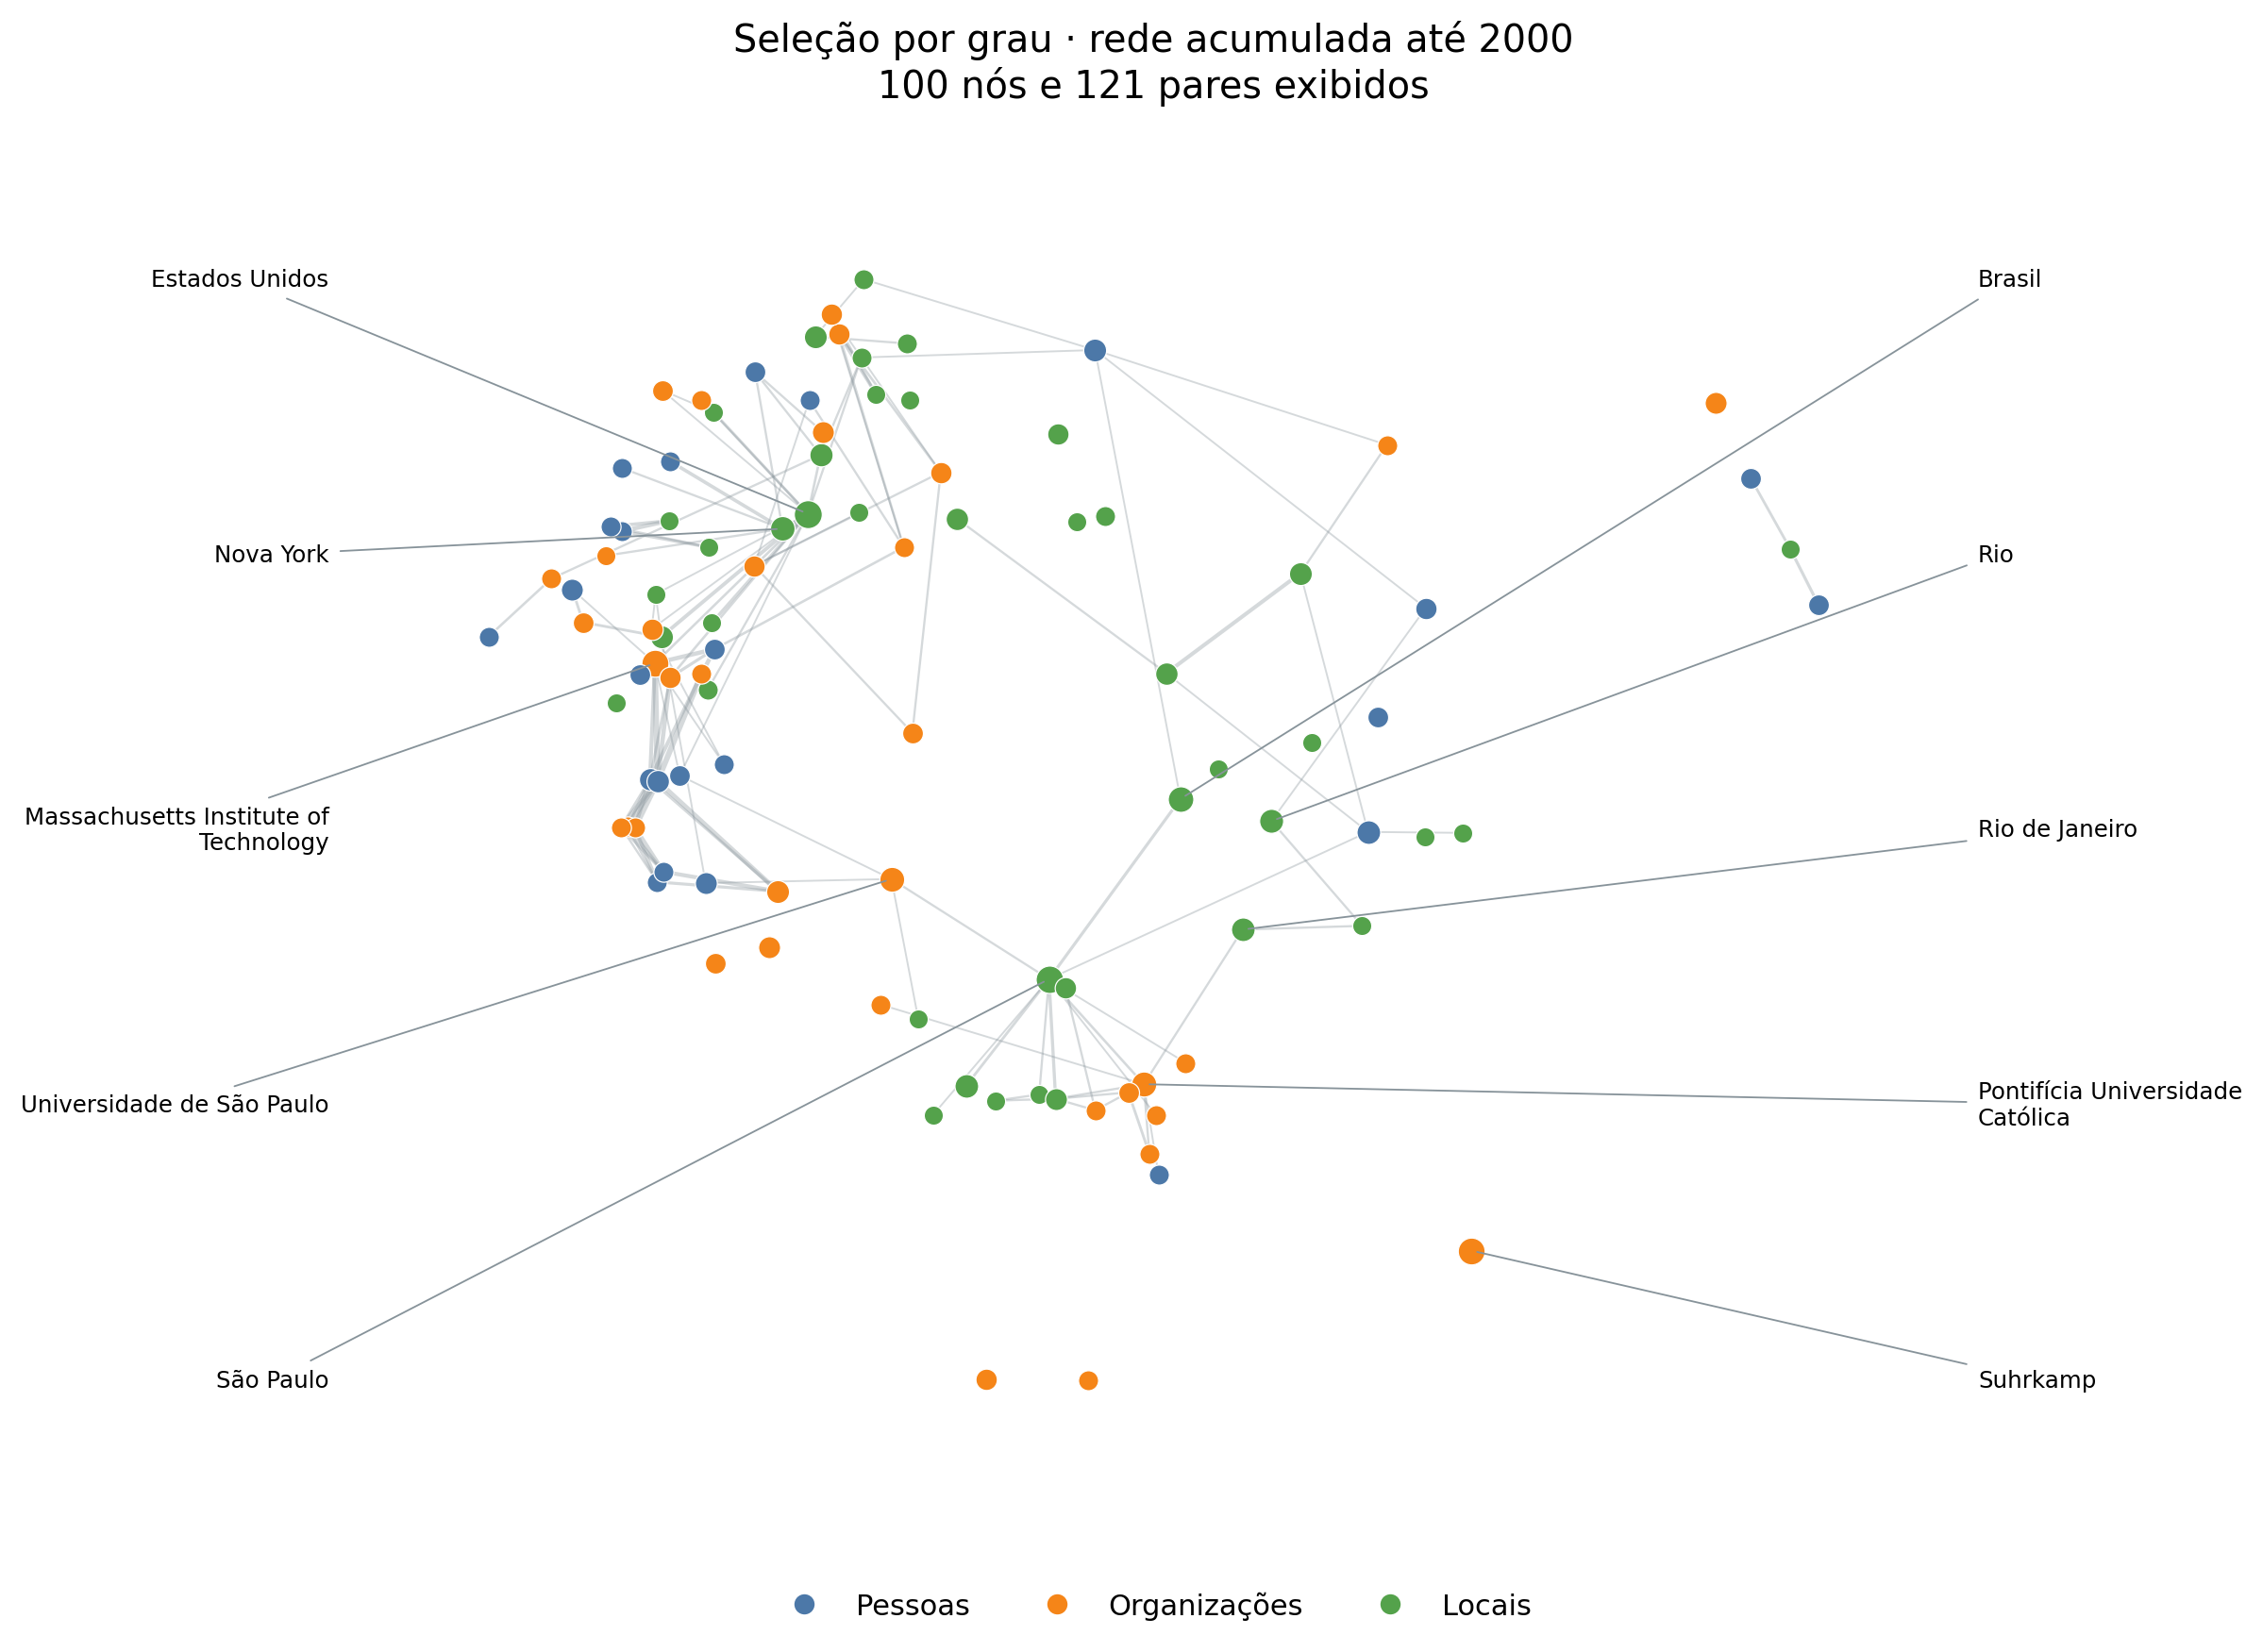 Seleção por grau · rede acumulada até 2000
100 nós e 121 pares exibidos
Estados Unidos
Brasil
Nova York
Rio
Massachusetts Institute of
Technology
Rio de Janeiro
Universidade de São Paulo
Pontifícia Universidade
Católica
São Paulo
Suhrkamp
Pessoas
Organizações
Locais